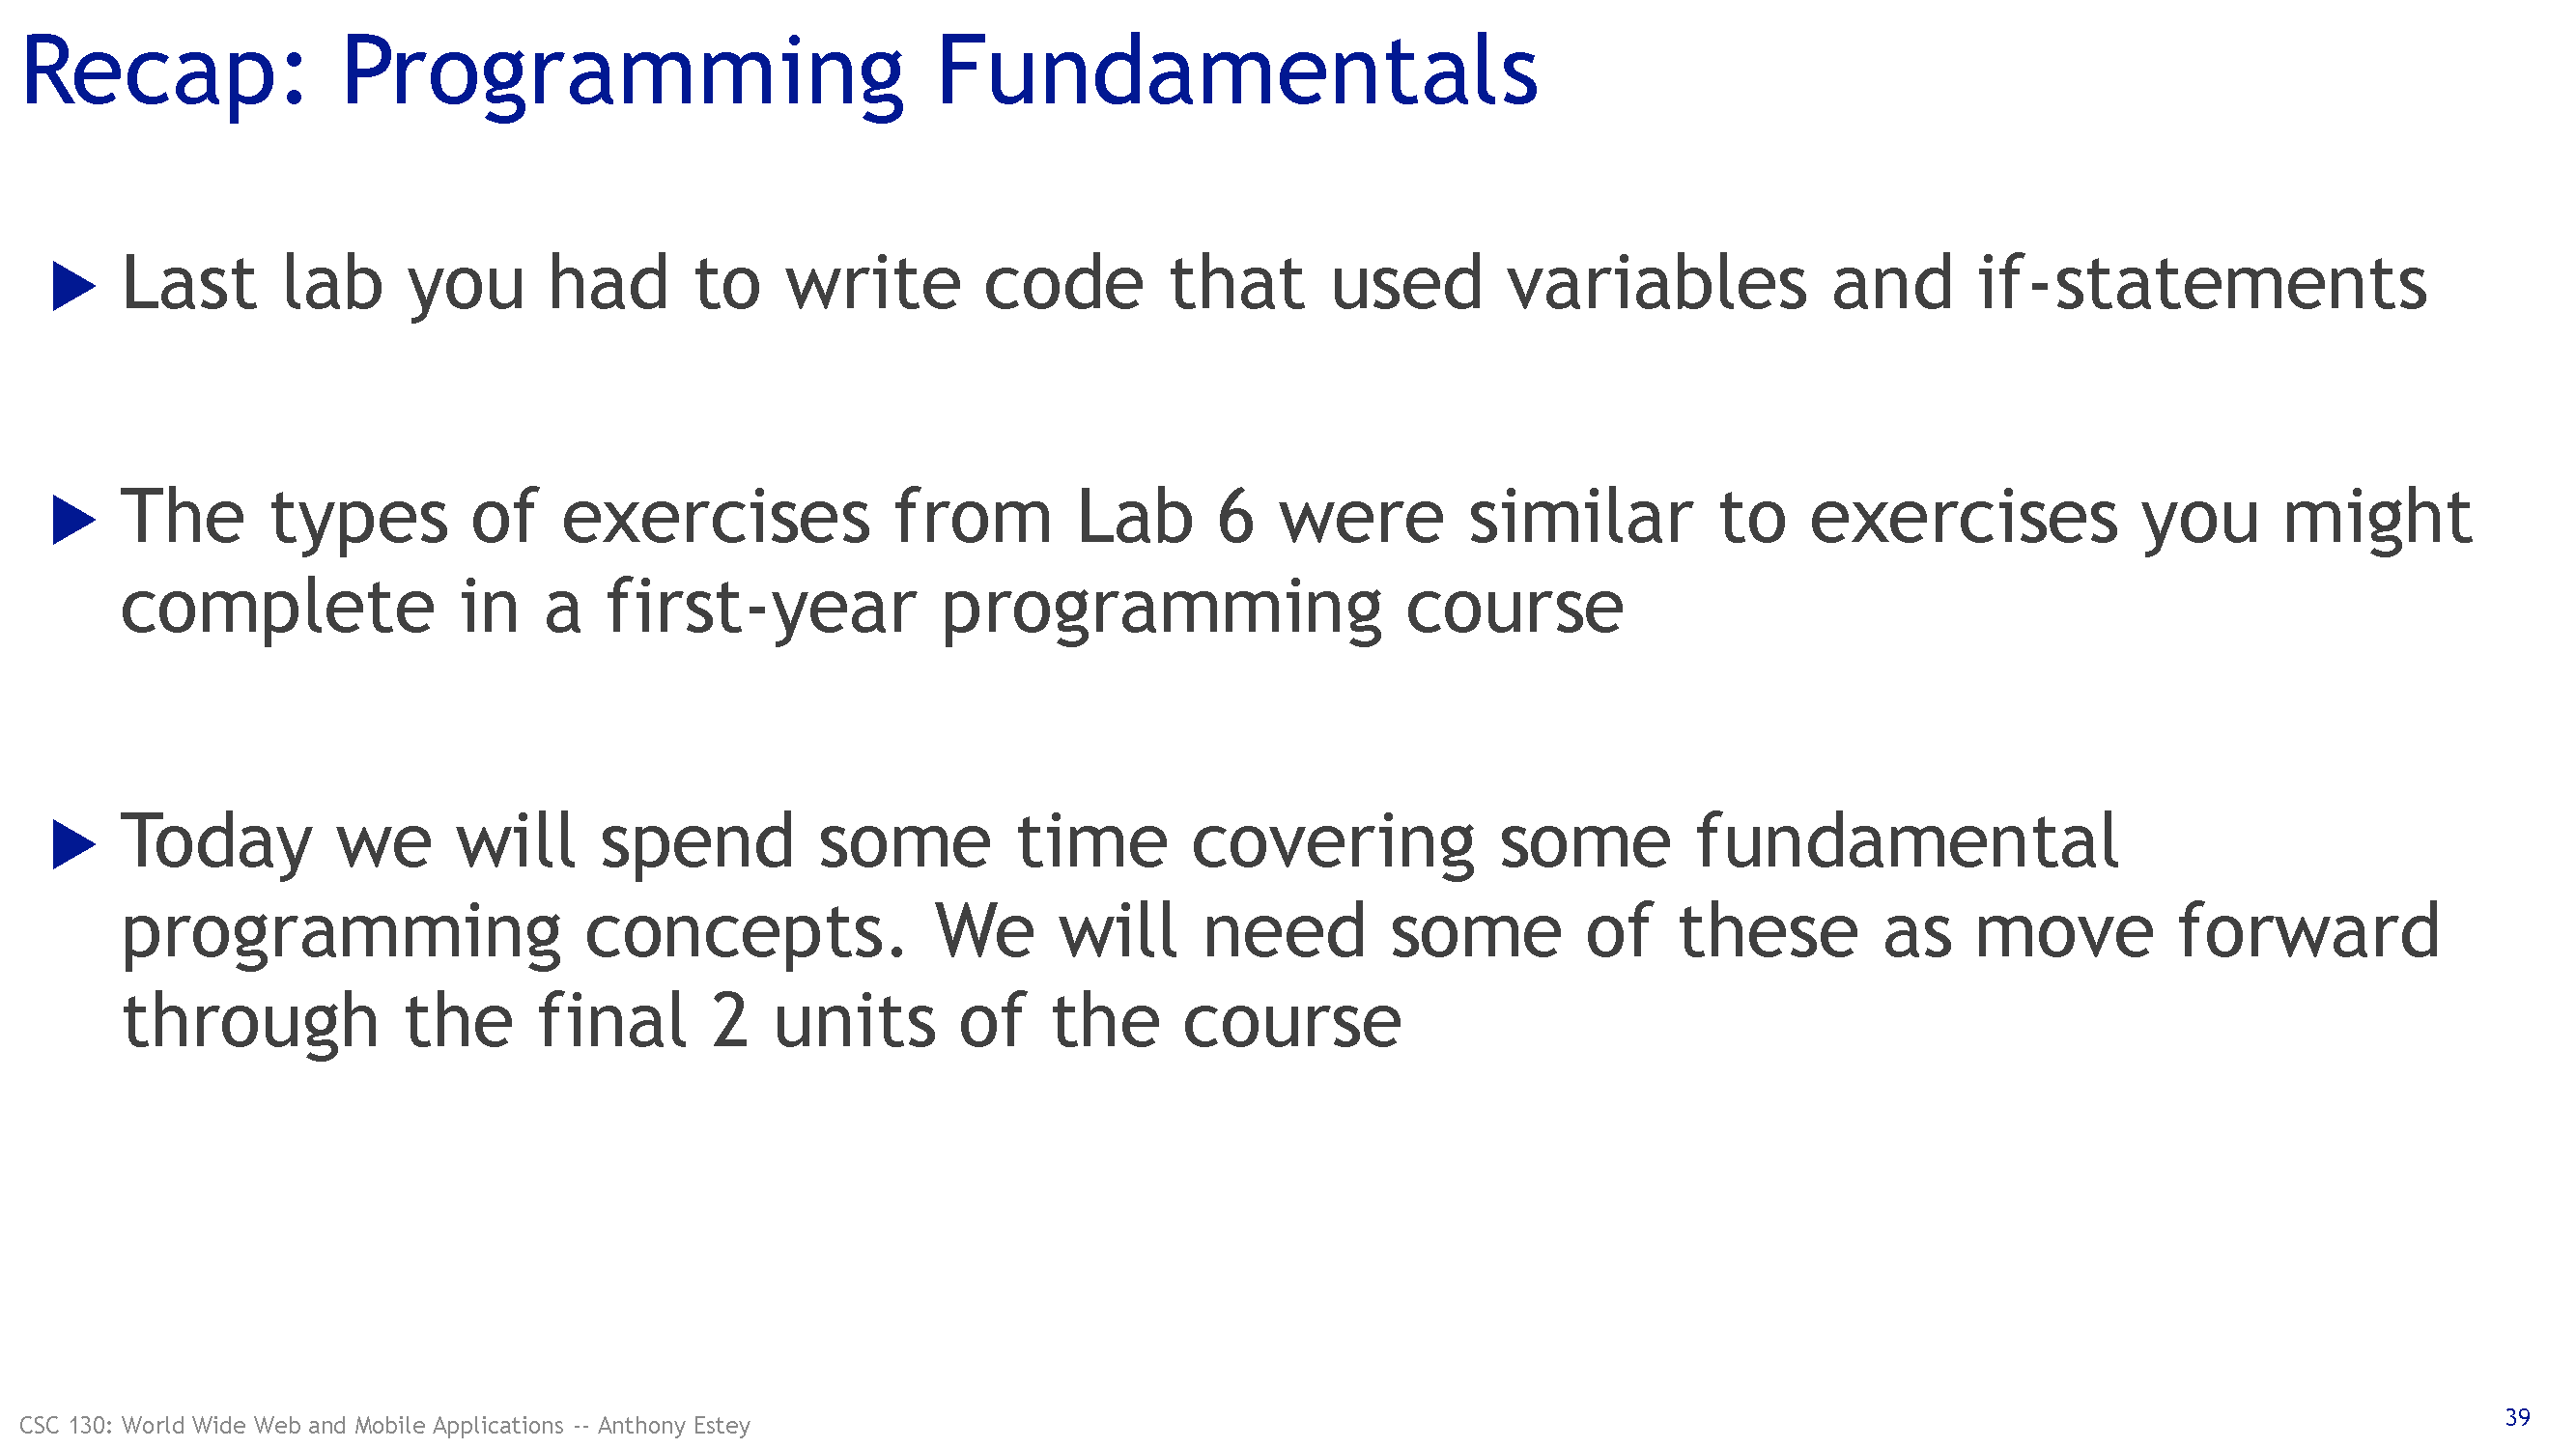 Recap: Programming Fundamentals
▶ Last lab you had to write code that used variables and if-statements
▶ The types of exercises from Lab 6 were similar to exercises you might
complete in a first-year programming course
▶ Today we will spend some time covering some fundamental
programming concepts. We will need some of these as move forward
through the final 2 units of the course
CSC 130: World Wide Web and Mobile Applications -- Anthony Estey
39